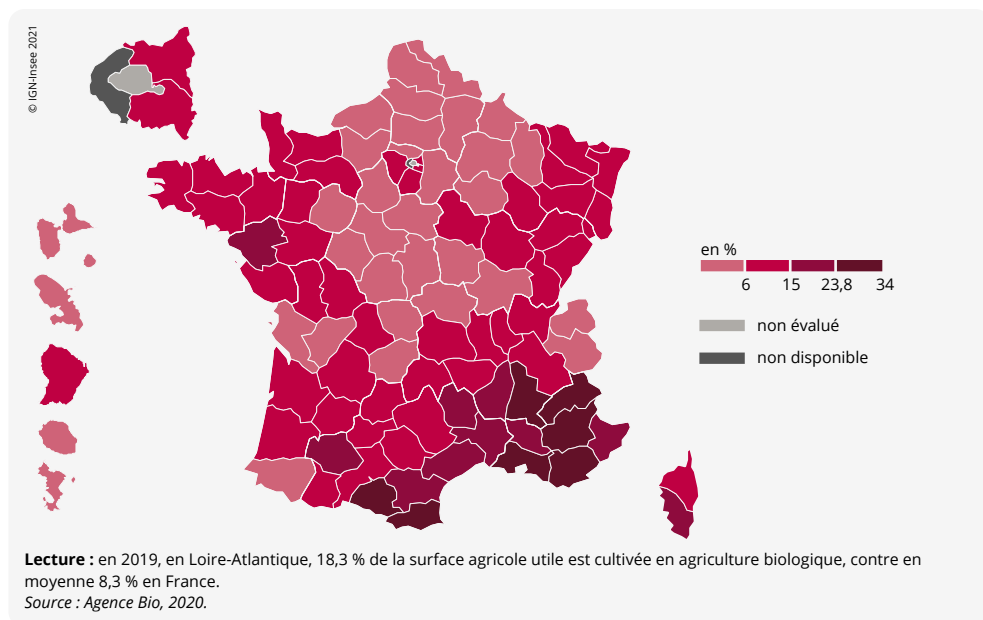 © IGN-Insee 2021
en %
6 15 23,8 34
non évalué
non disponible
Lecture : en 2019, en Loire-Atlantique, 18,3 % de la surface agricole utile est cultivée en agriculture biologique, contre en
moyenne 8,3 % en France.
Source : Agence Bio, 2020.